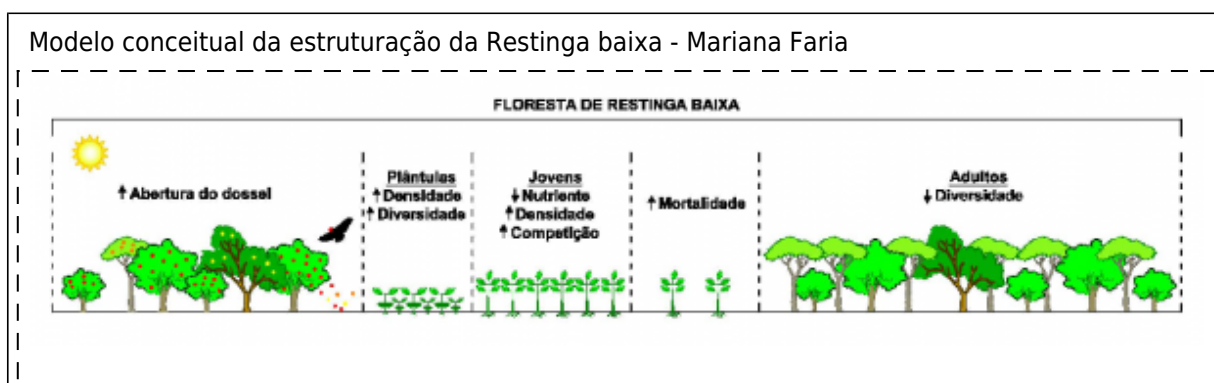 Modelo conceitual da estruturação da Restinga baixa - Mariana Faria
FLORESTA DE RESTINGA BAIXA
↑ Abertura do dossel
Plântulas
↑ Densidade
↑ Diversidade
Jovens
↓ Nutriente
↑ Densidade
↑ Competição
↑ Mortalidade
Adultos
↓ Diversidade